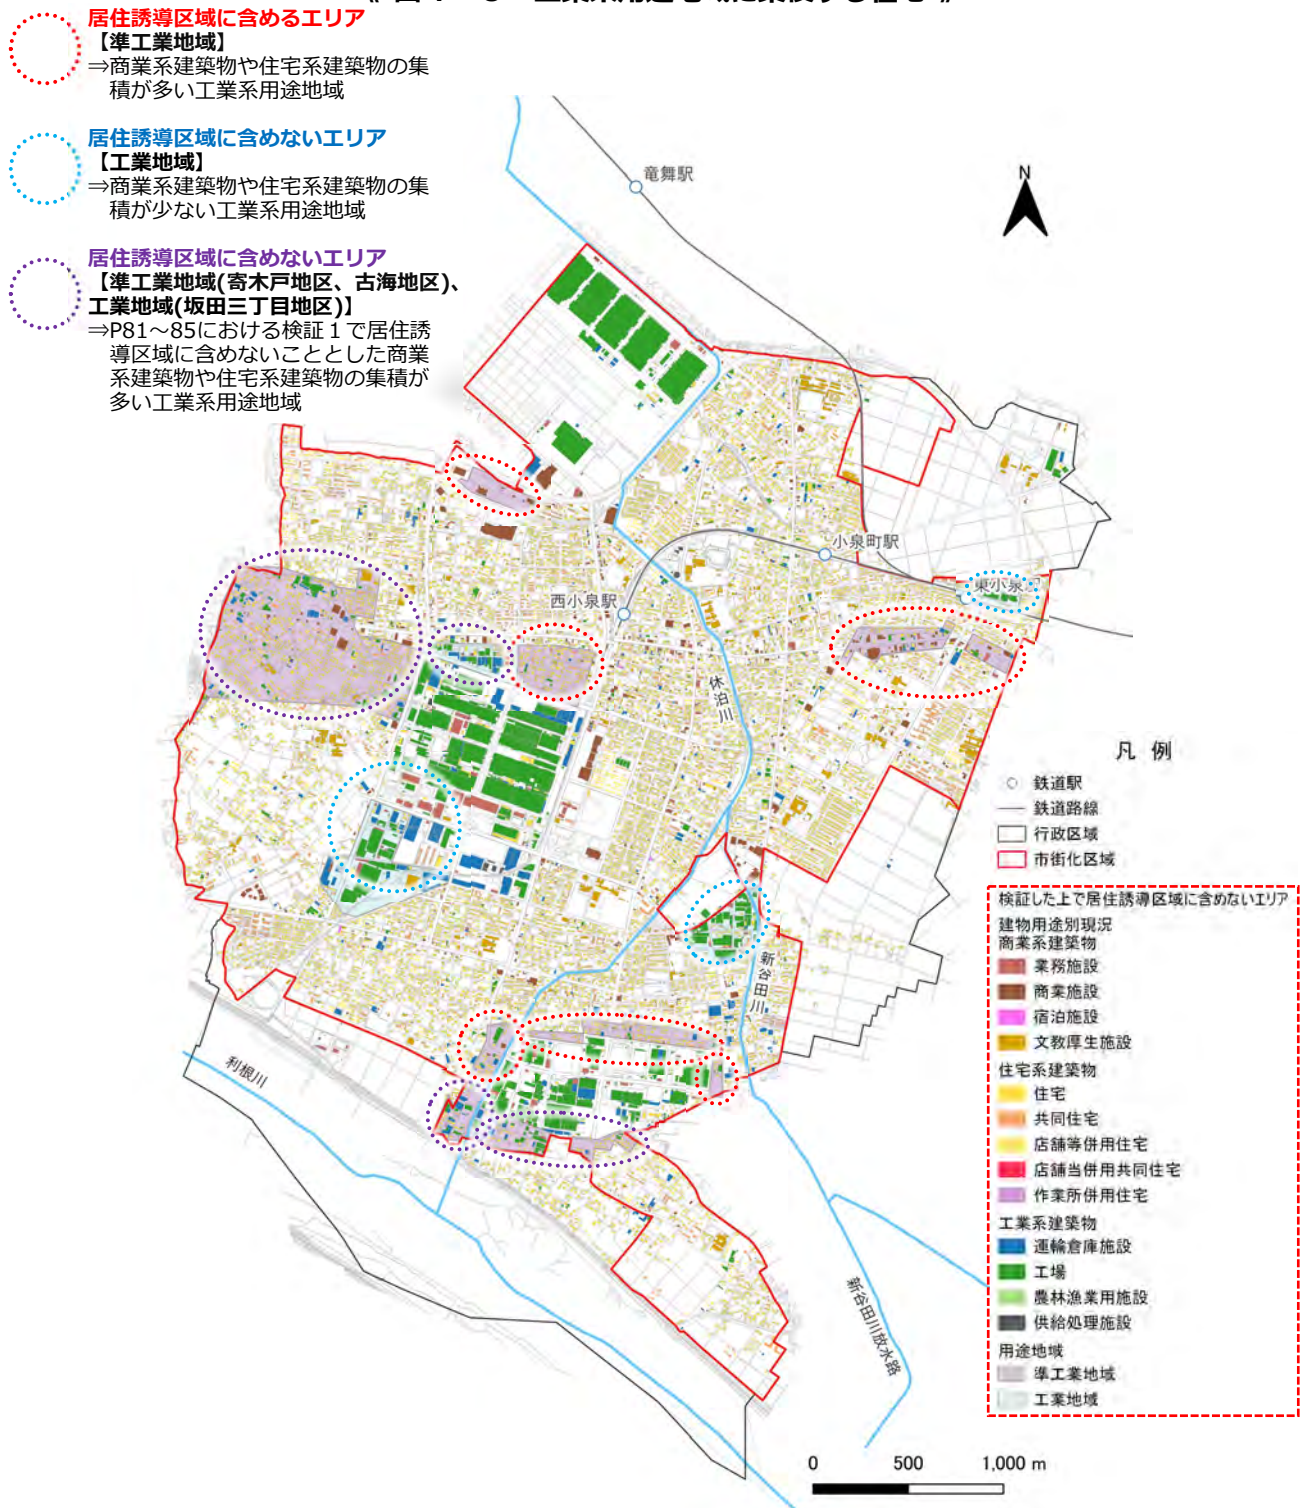 居住誘導区域に含めるエリア
【準工業地域】
⇒商業系建築物や住宅系建築物の集
積が多い工業系用途地域
居住誘導区域に含めないエリア
【工業地域】
⇒商業系建築物や住宅系建築物の集
積が少ない工業系用途地域
居住誘導区域に含めないエリア
【準工業地域(寄木戸地区、古海地区)、
工業地域(坂田三丁目地区)】
⇒P81～85における検証１で居住誘
導区域に含めないこととした商業
系建築物や住宅系建築物の集積が
多い工業系用途地域
竜舞駅
N
小泉町駅
東小泉
西小泉駅
休泊川
新谷田川
利根川
新谷田川放水路
凡 例
鉄道駅
鉄道路線
行政区域
市街化区域
検証した上で居住誘導区域に含めないエリア
建物用途別現況
商業系建築物
業務施設
商業施設
宿泊施設
文教厚生施設
住宅系建築物
住宅
共同住宅
店舗等併用住宅
店舗当併用共同住宅
作業所併用住宅
工業系建築物
運輸倉庫施設
工場
農林漁業用施設
供給処理施設
用途地域
準工業地域
工業地域
0 500 1,000 m